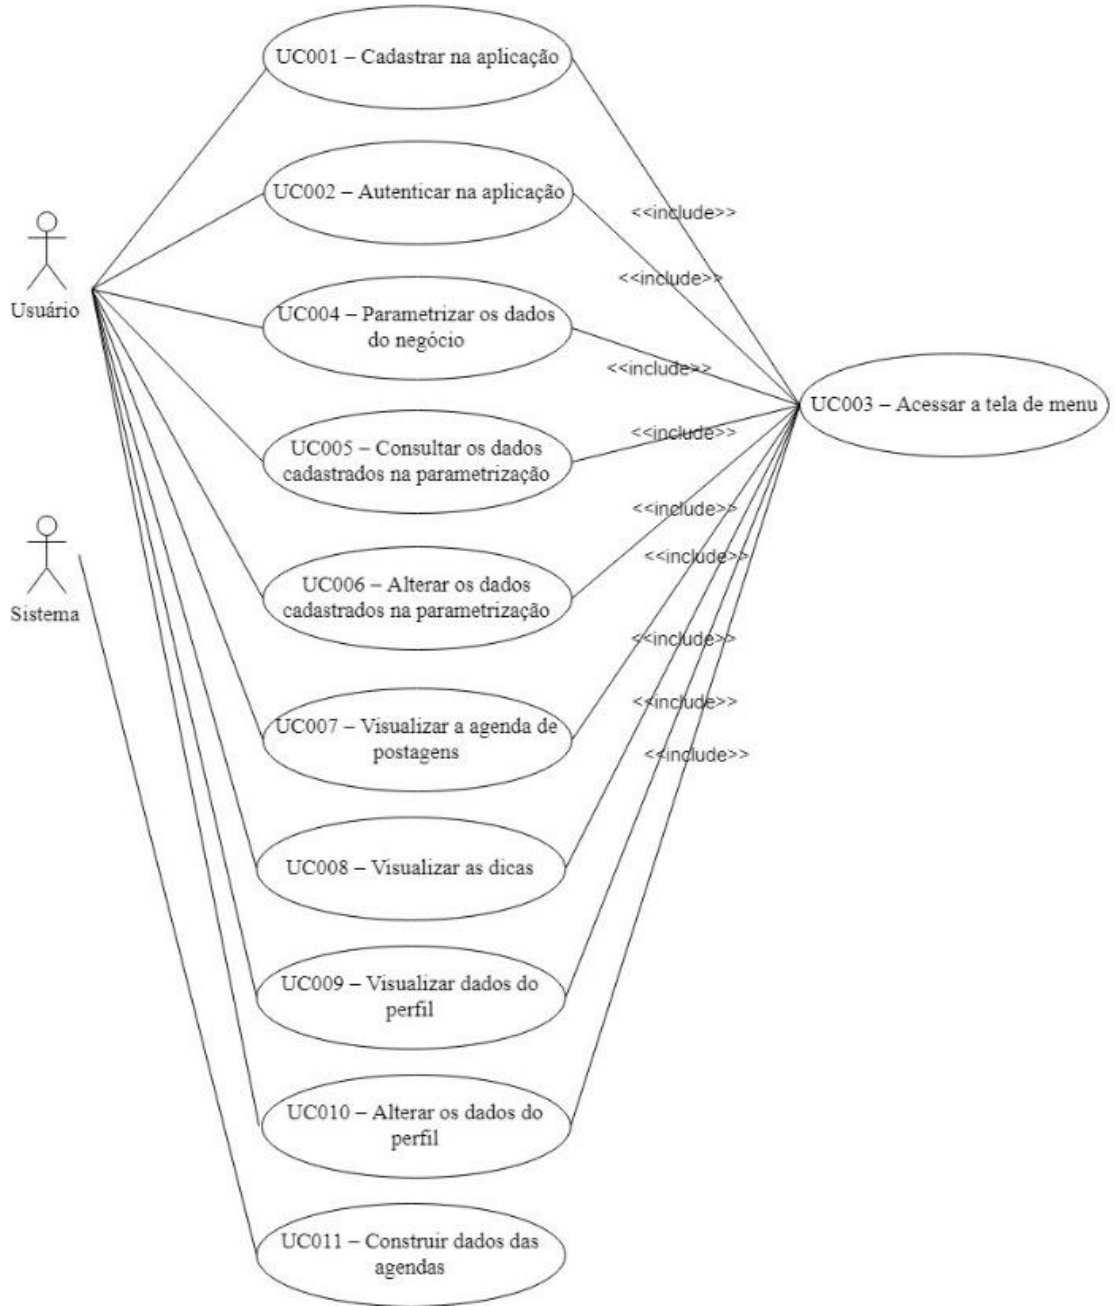 UC001 – Cadastrar na aplicação
UC002 – Autenticar na aplicação
<<include>>
<<include>>
Usuário
UC004 – Parametrizar os dados
do negócio
<<include>>
UC003 – Acessar a tela de menu
<<include>>
UC005 – Consultar os dados
cadastrados na parametrização
<<include>>
<<include>>
Sistema
UC006 – Alterar os dados
cadastrados na parametrização
<<include>>
<<include>>
UC007 – Visualizar a agenda de
postagens
<<include>>
UC008 – Visualizar as dicas
UC009 – Visualizar dados do
perfil
UC010 – Alterar os dados do
perfil
UC011 – Construir dados das
agendas